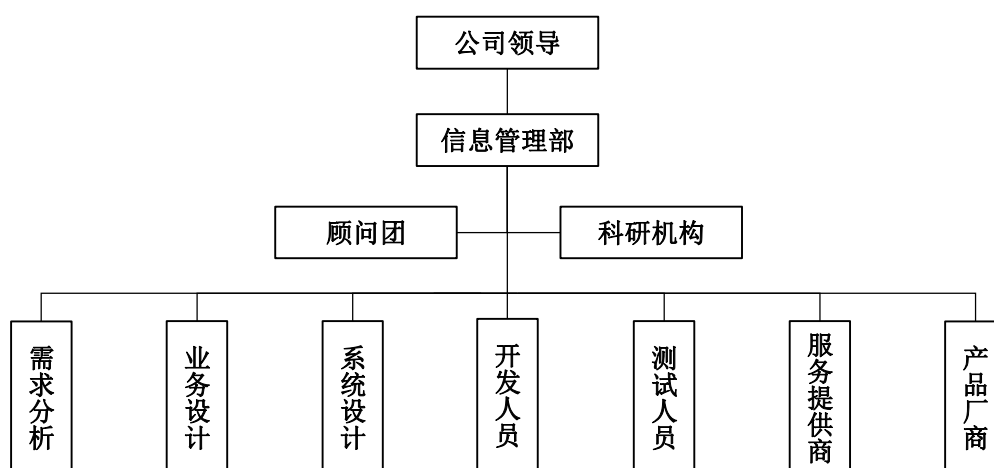 公司领导
信息管理部
顾问团
科研机构
需求分析
业务设计
系统设计
开发人员
测试人员
服务提供商
产品厂商